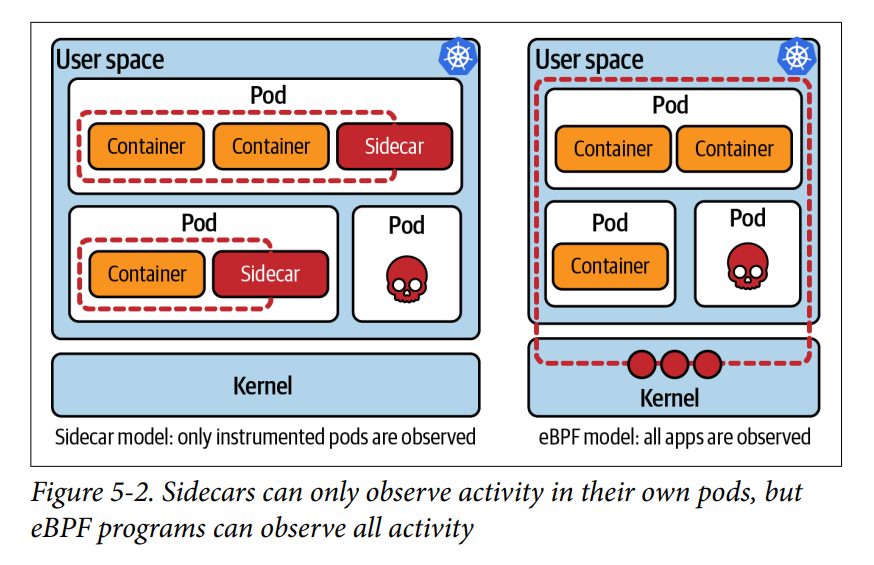 User space
Pod
Container
Container
Sidecar
Pod
Container
Sidecar
Pod
Kernel
Sidecar model: only instrumented pods are observed
User space
Pod
Container
Container
Pod
Container
Pod
Kernel
eBPF model: all apps are observed
Figure 5-2. Sidecars can only observe activity in their own pods, but
eBPF programs can observe all activity